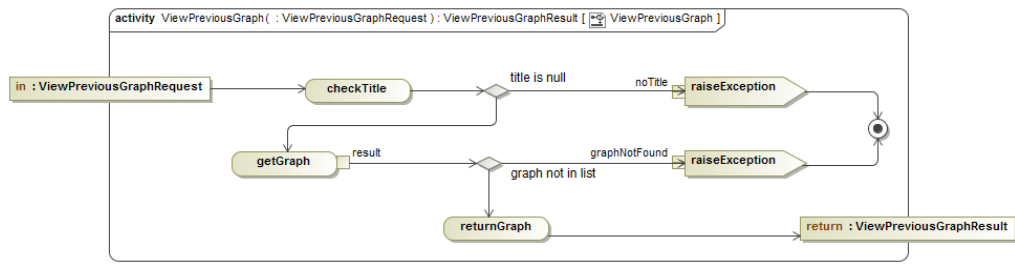 activity ViewPreviousGraph( : ViewPreviousGraphRequest ) : ViewPreviousGraphResult [ ViewPreviousGraph ]
title is null
noTitle
raiseException
in : ViewPreviousGraphRequest
checkTitle
getGraph
result
graphNotFound
raiseException
graph not in list
returnGraph
return : ViewPreviousGraphResult